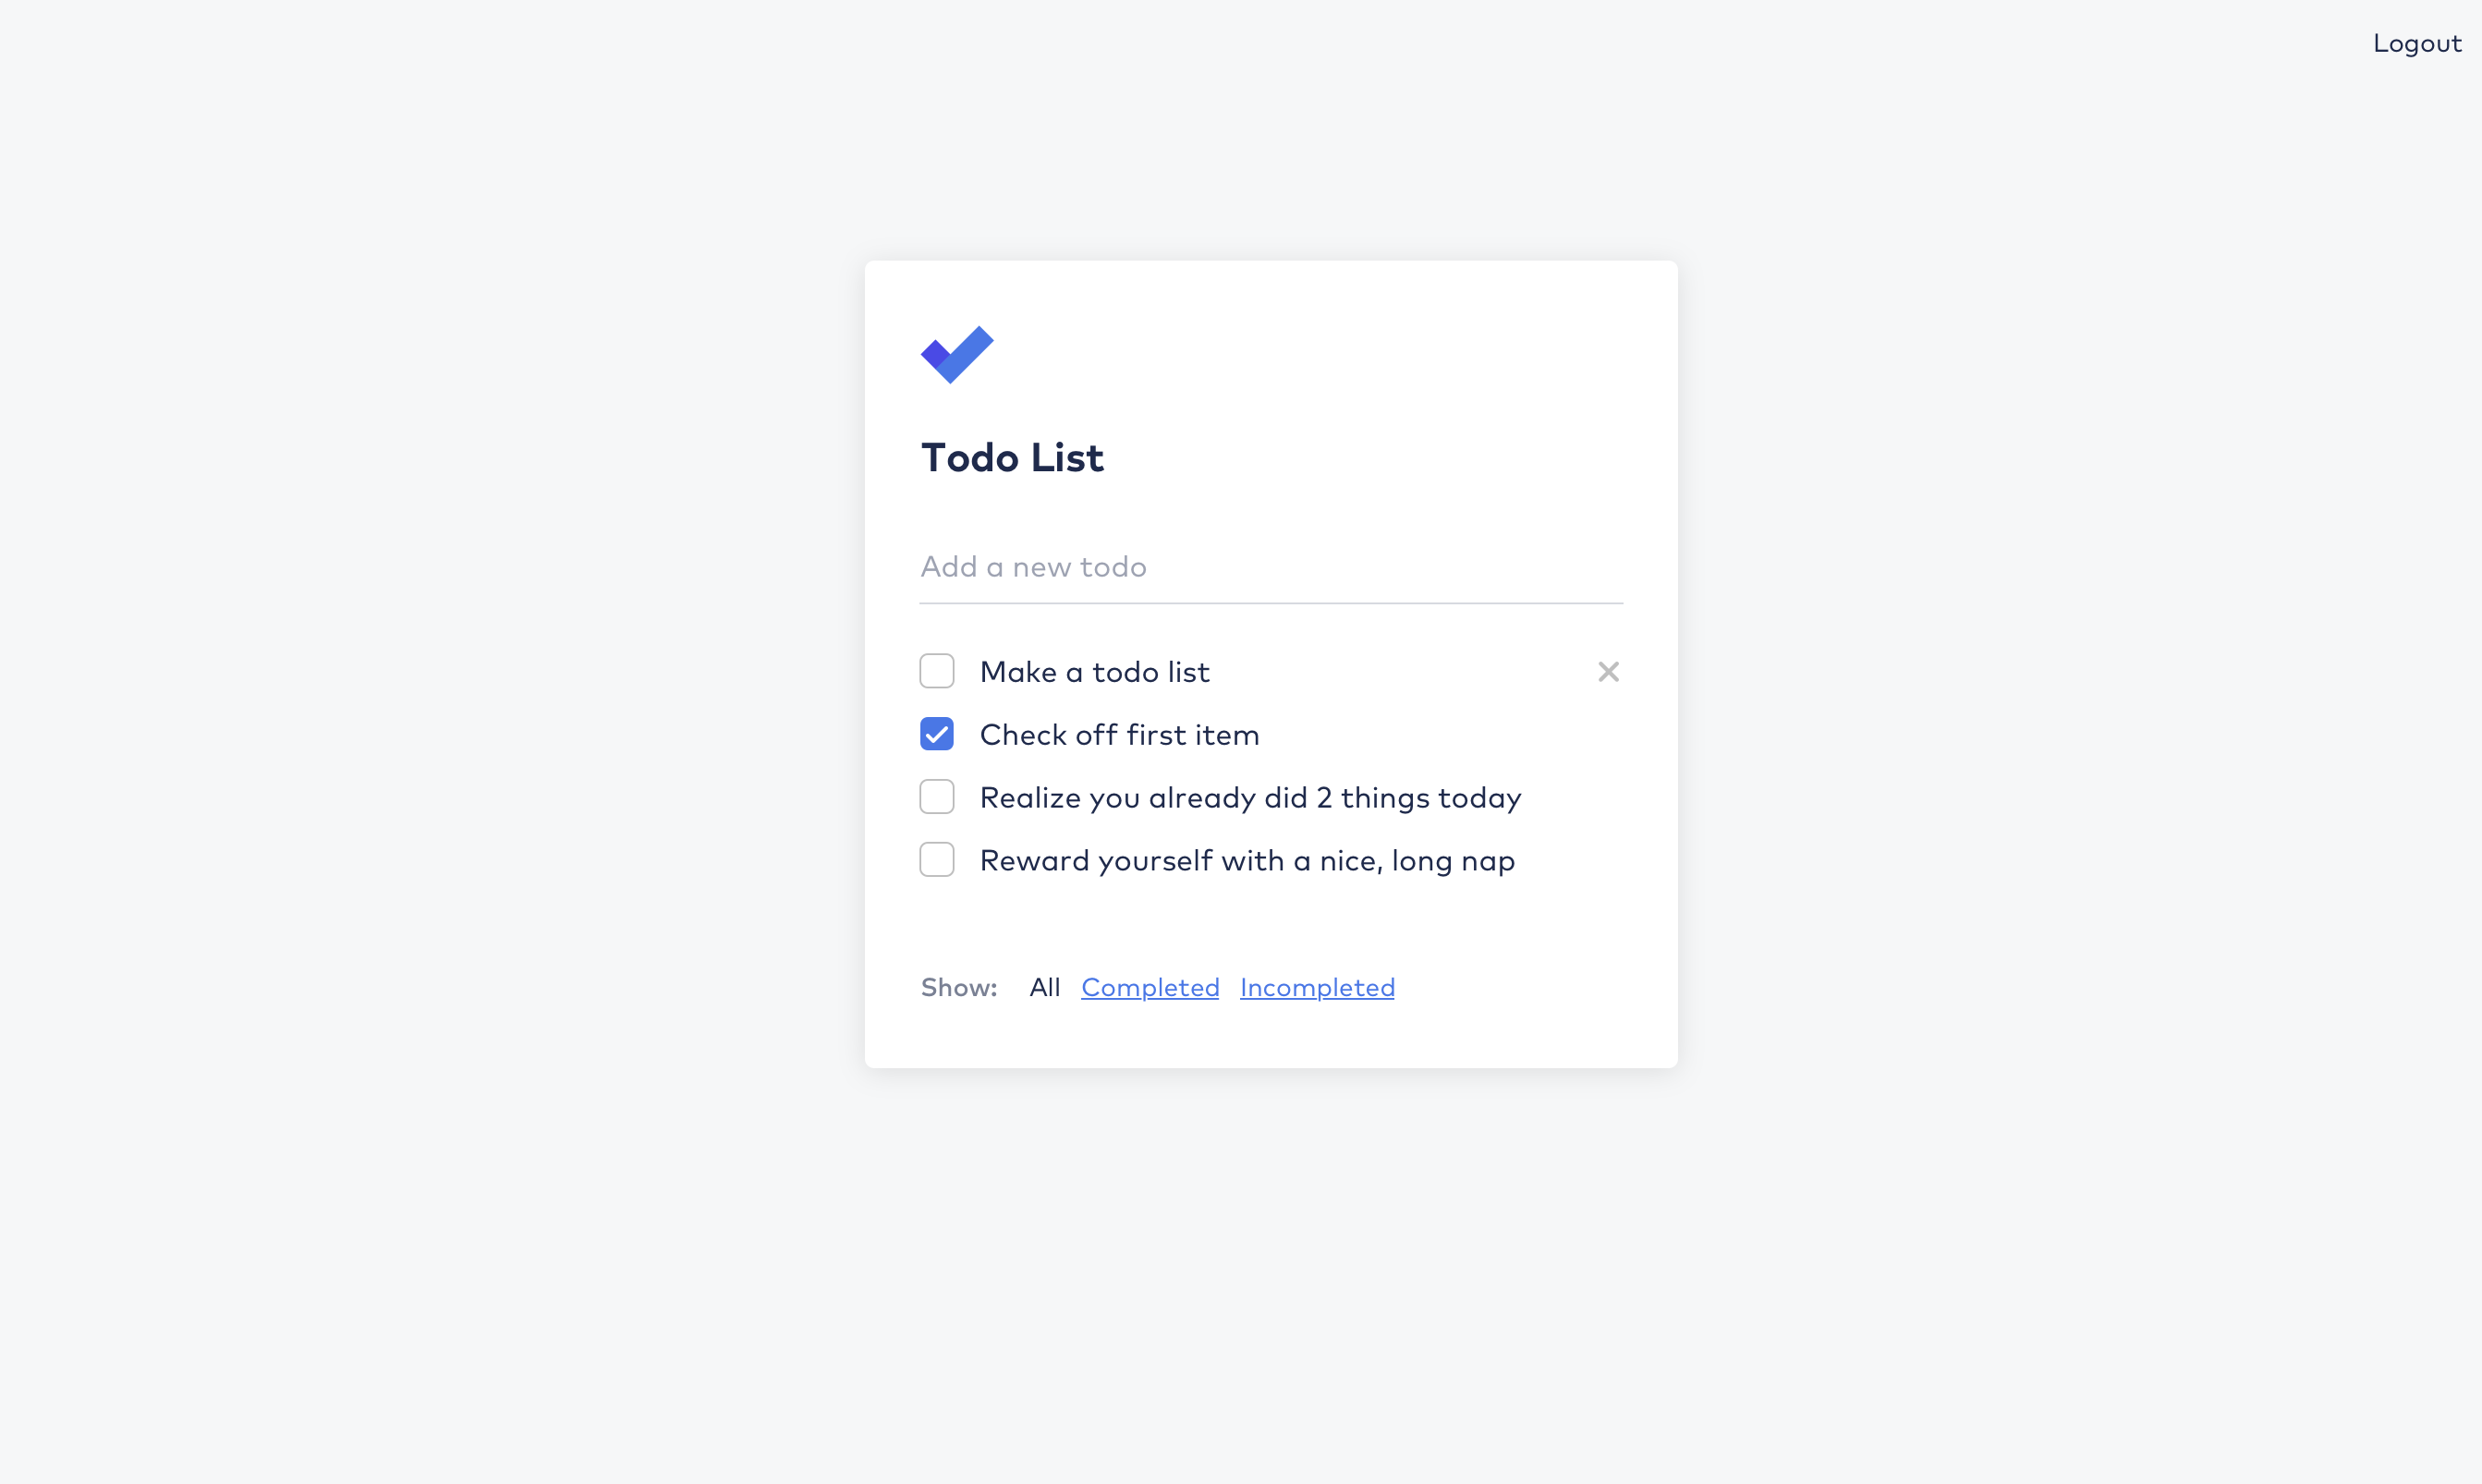 Logout
Todo List
Add a new todo
Make a todo list
Check off first item
Realize you already did 2 things today
Reward yourself with a nice, long nap
Show: All Completed Incompleted